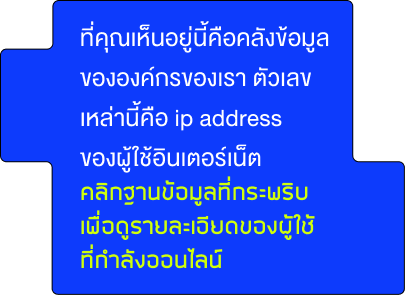 ที่คุณเห็นอยู่นี้คือคลังข้อมูล
ขององค์กรของเรา ตัวเลข
เหล่านี้คือ ip address
ของผู้ใช้อินเตอร์เน็ต
คลิกฐานข้อมูลที่กระพริบ
เพื่อดูรายละเอียดของผู้ใช้
ที่กำลังออนไลน์